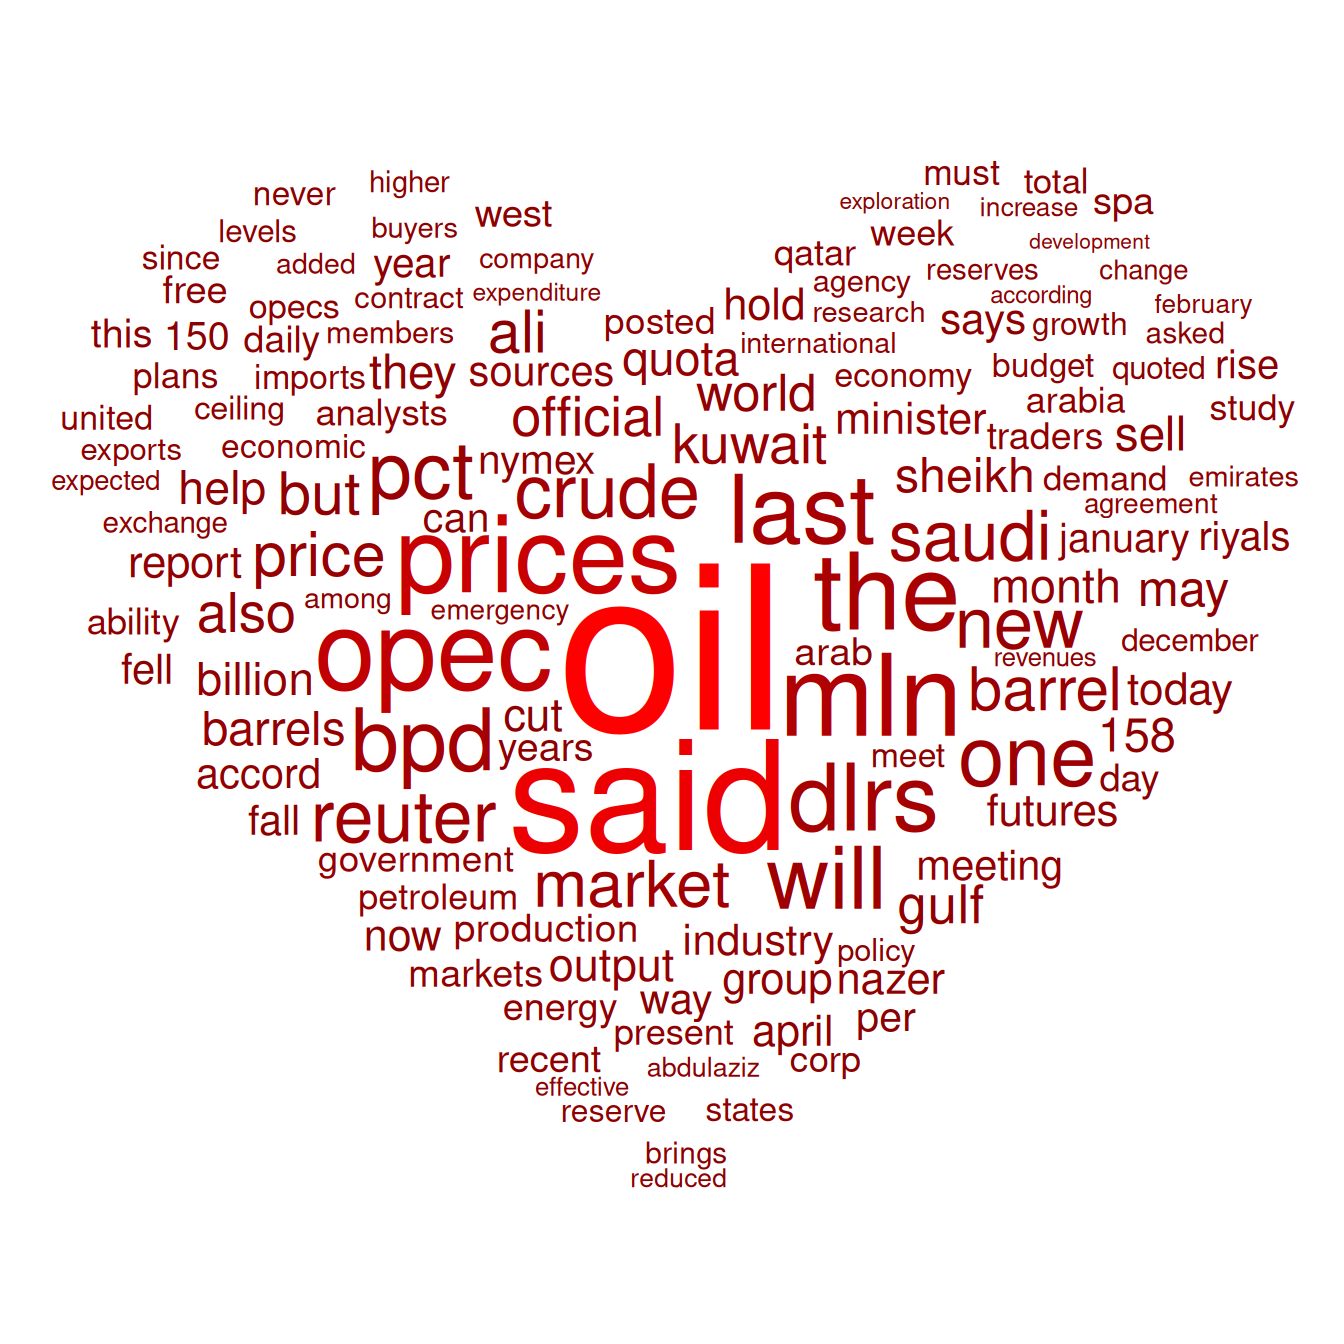 must
total
higher
never
exploration
increase
spa
west
levels
buyers
week
development
since
added
year
company
qatar
reserves
change
free
opecs
contract
expenditure
agency
according
february
this
150
daily
members
ali
posted
hold
research
says
growth
asked
international
plans
imports
they
sources
quota
economy
budget
quoted
rise
united
ceiling
analysts
official
world
minister
arabia
study
exports
economic
pct
nymex
kuwait
traders
sell
expected
help
but
crude
last
sheikh
demand
emirates
agreement
exchange
can
saudi
january
riyals
report
price
prices
the
month
may
ability
also
among
emergency
oil
new
december
fell
billion
opec
arab
revenues
mln
barrel
today
barrels
bpd
cut
years
meet
one
158
accord
day
fall
reuter
said
dlrs
futures
government
market
will
meeting
petroleum
gulf
now
production
industry
policy
markets
output
group
nazer
energy
way
present
april
per
recent
abdulaziz
corp
effective
reserve
states
brings
reduced